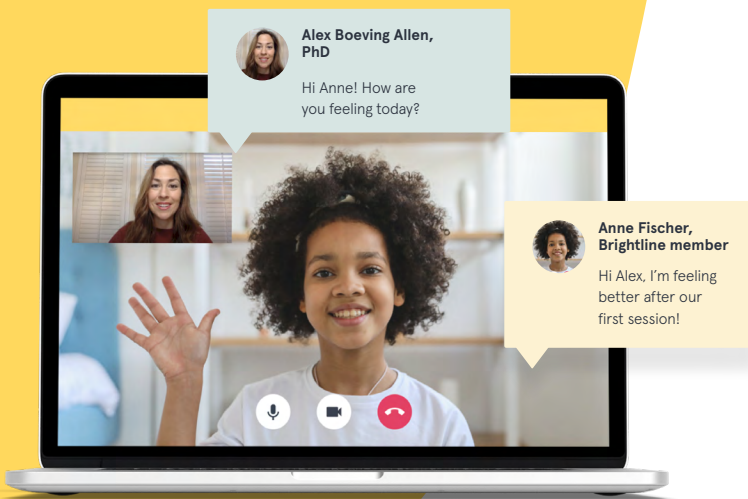 Alex Boeving Allen,
PhD
Hi Anne! How are
you feeling today?
Anne Fischer,
Brightline member
Hi Alex, I’m feeling
better after our
first session!